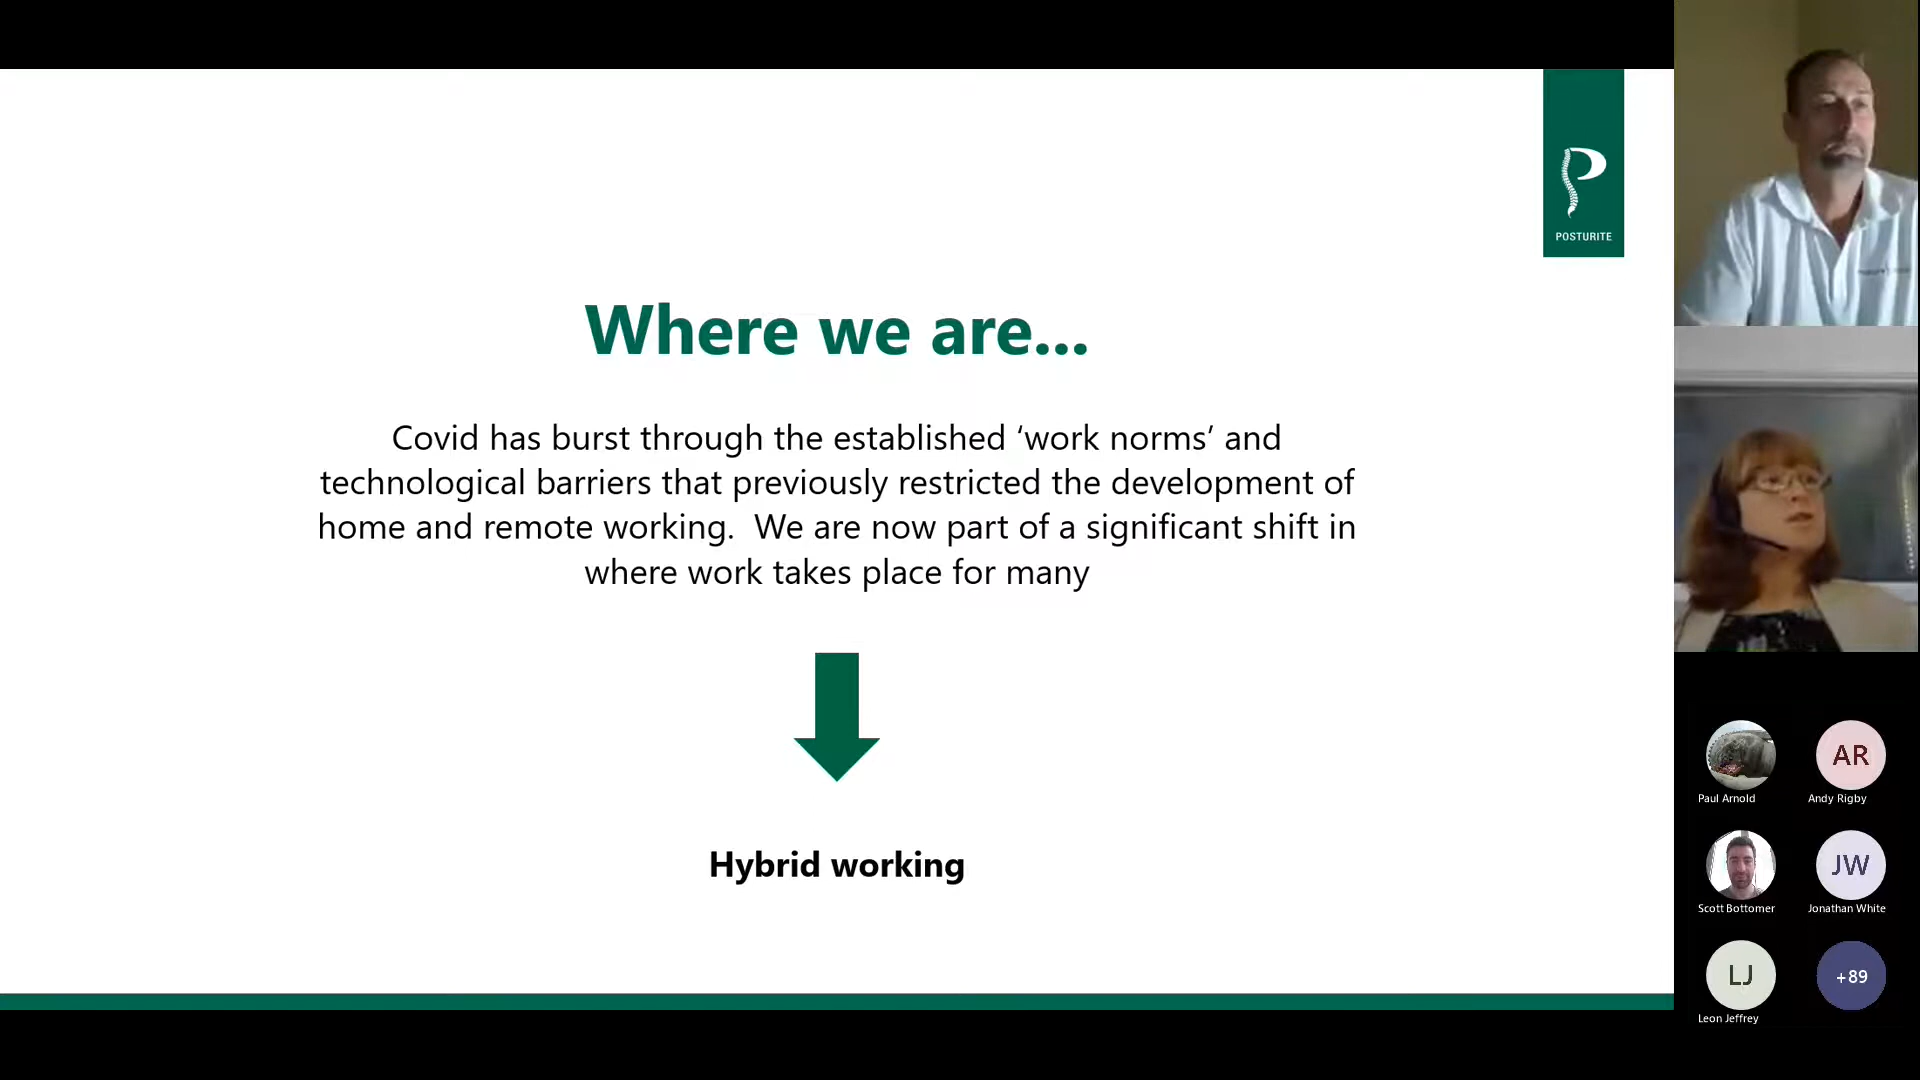 POSTURITE
Where we are...
Covid has burst through the established ‘work norms’ and
technological barriers that previously restricted the development of
home and remote working.  We are now part of a significant shift in
where work takes place for many
Hybrid working
AR
Paul Arnold
Andy Rigby
JW
Scott Bottomer
Jonathan White
LJ
+89
Leon Jeffrey